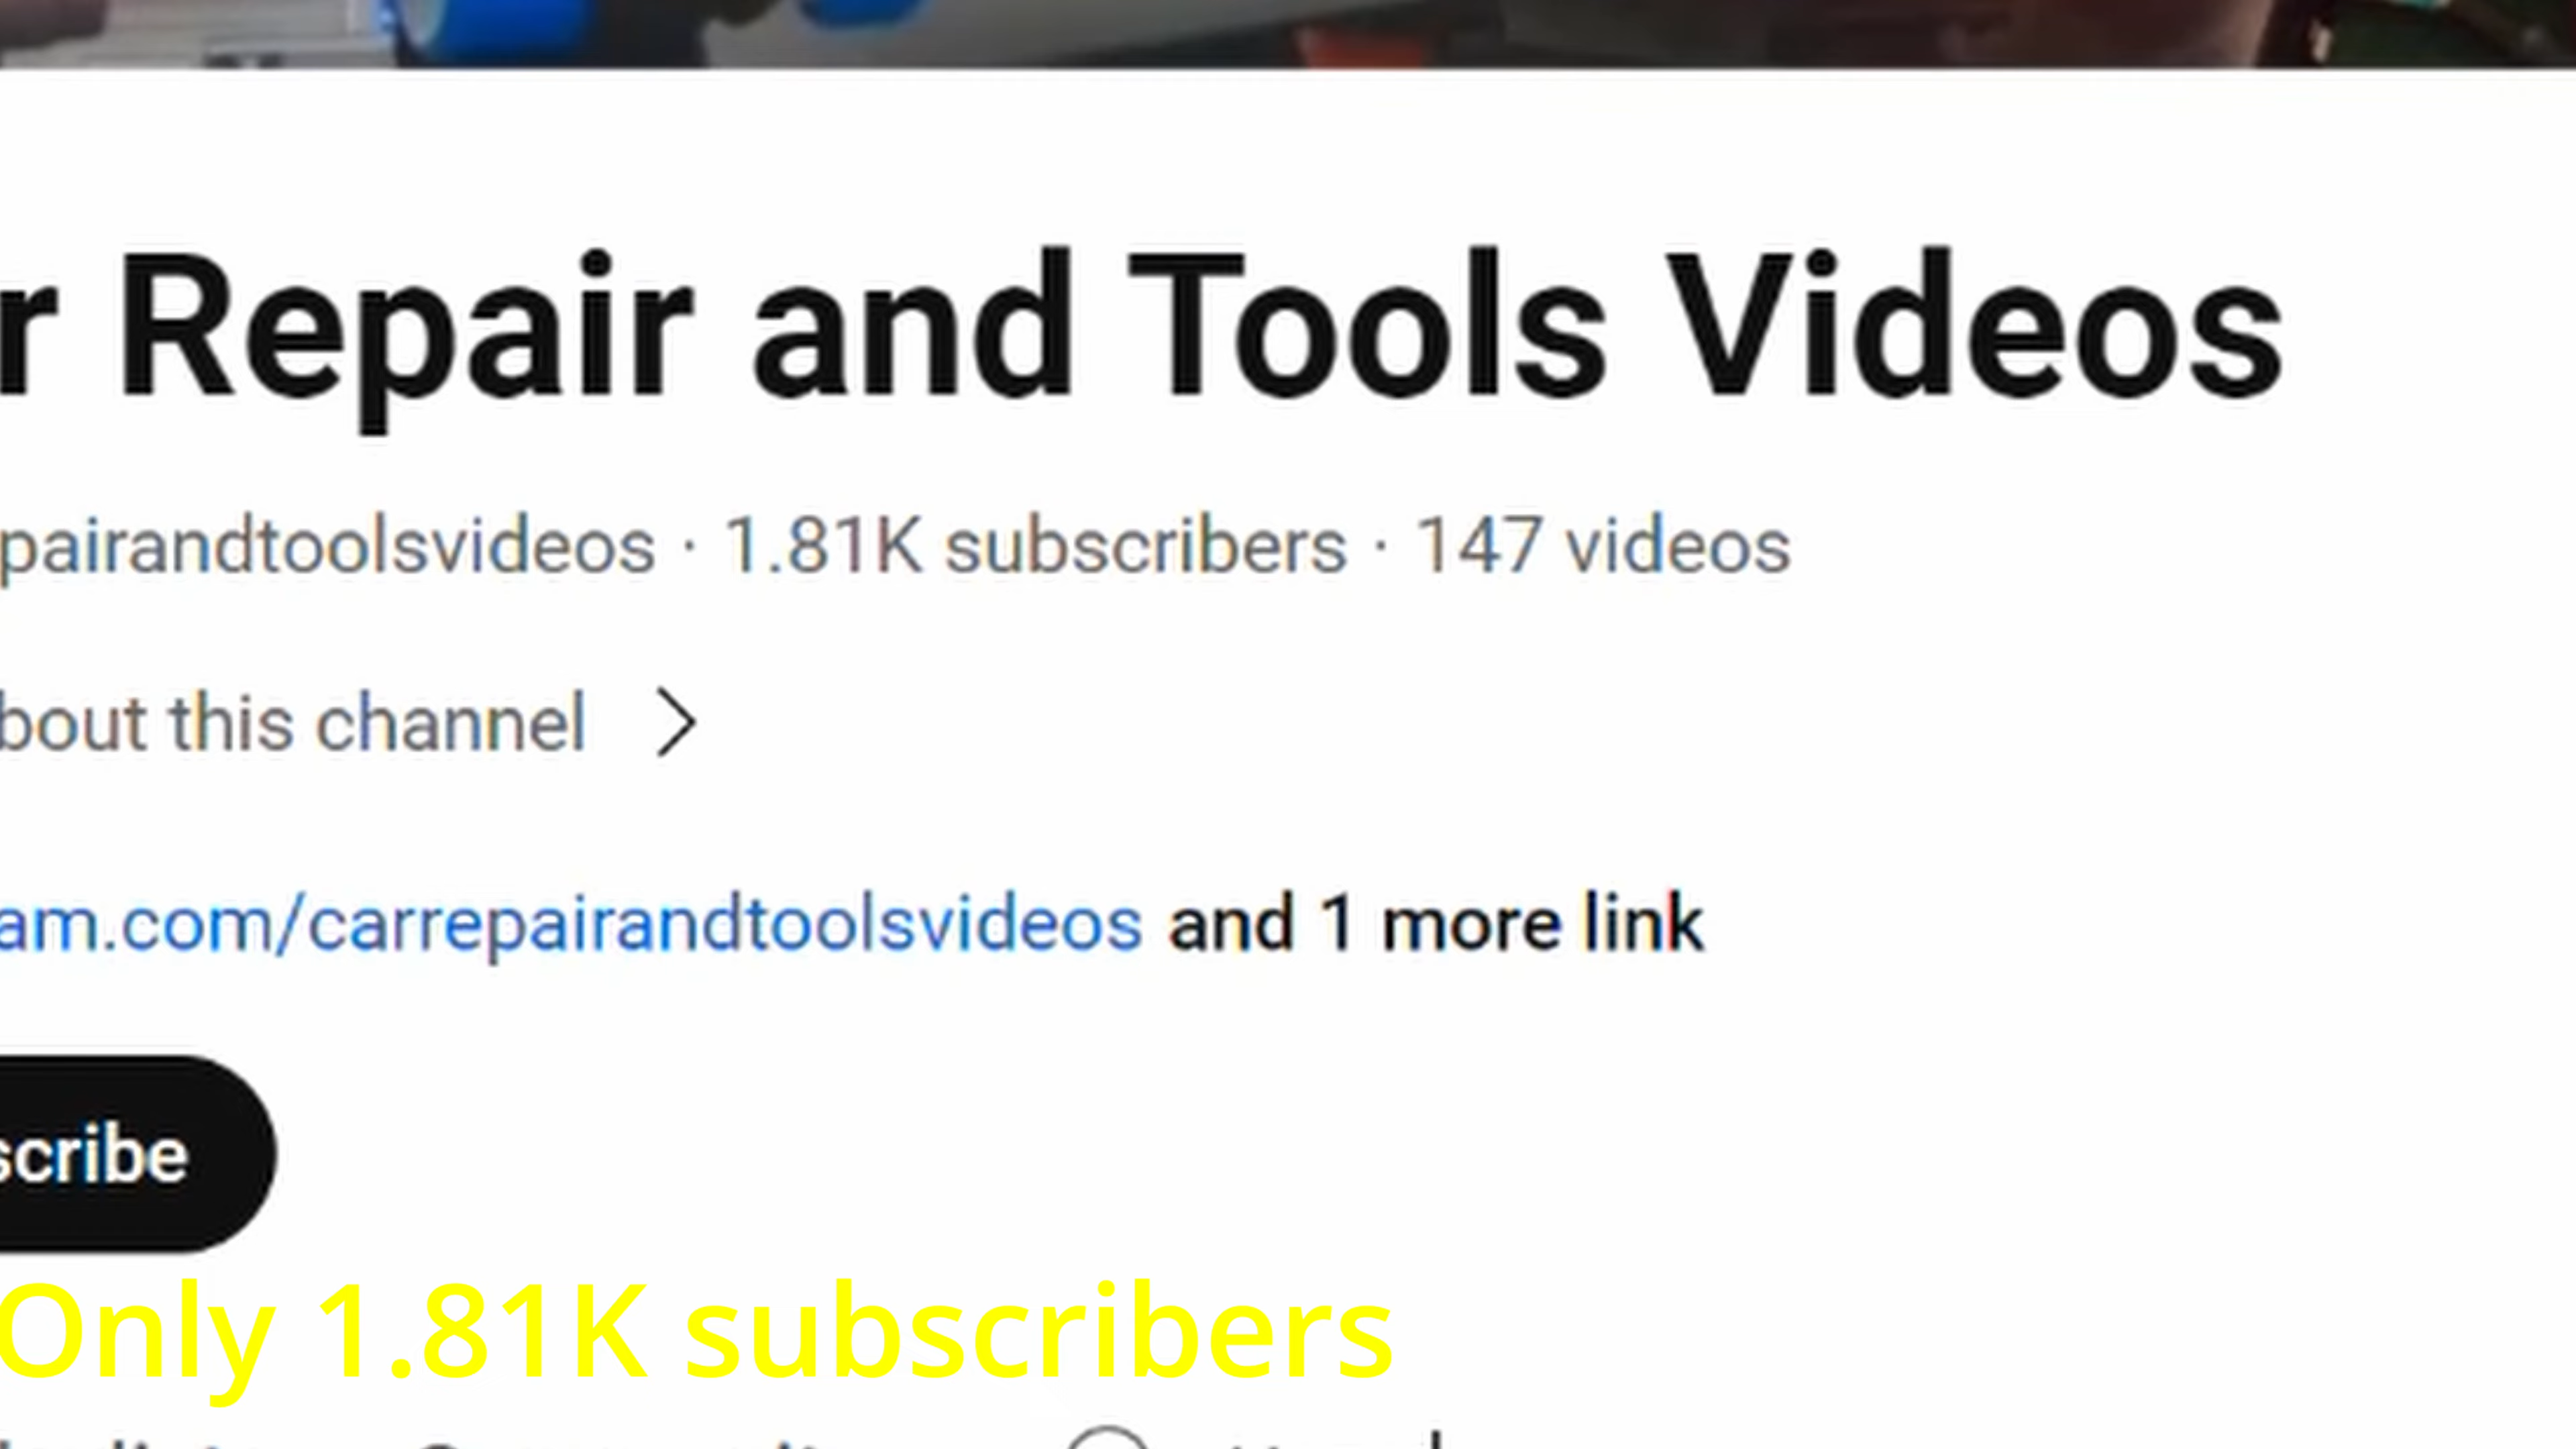 r Repair and Tools Videos
pairandtoolsvideos · 1.81K subscribers · 147 videos
bout this channel >
am.com/carrepairandtoolsvideos and 1 more link
scribe
Only 1.81K subscribers